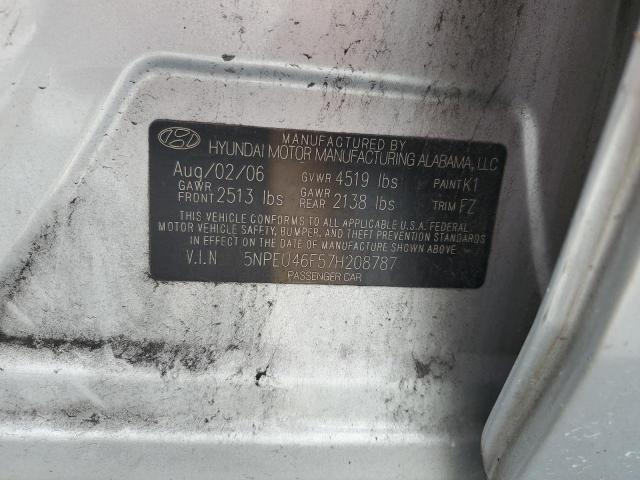 MANUFACTURED BY
HYUNDAI MOTOR MANUFACTURING ALABAMA, LLC
Aug/02/06 GVWR 4519 lbs PAINT K1
GAWR FRONT 2513 lbs GAWR REAR 2138 lbs TRIM FZ
THIS VEHICLE CONFORMS TO ALL APPLICABLE U.S.A. FEDERAL
MOTOR VEHICLE SAFETY, BUMPER, AND THEFT PREVENTION STANDARDS
IN EFFECT ON THE DATE OF MANUFACTURE SHOWN ABOVE.
V.I.N 5NPEU46F57H208787
PASSENGER CAR